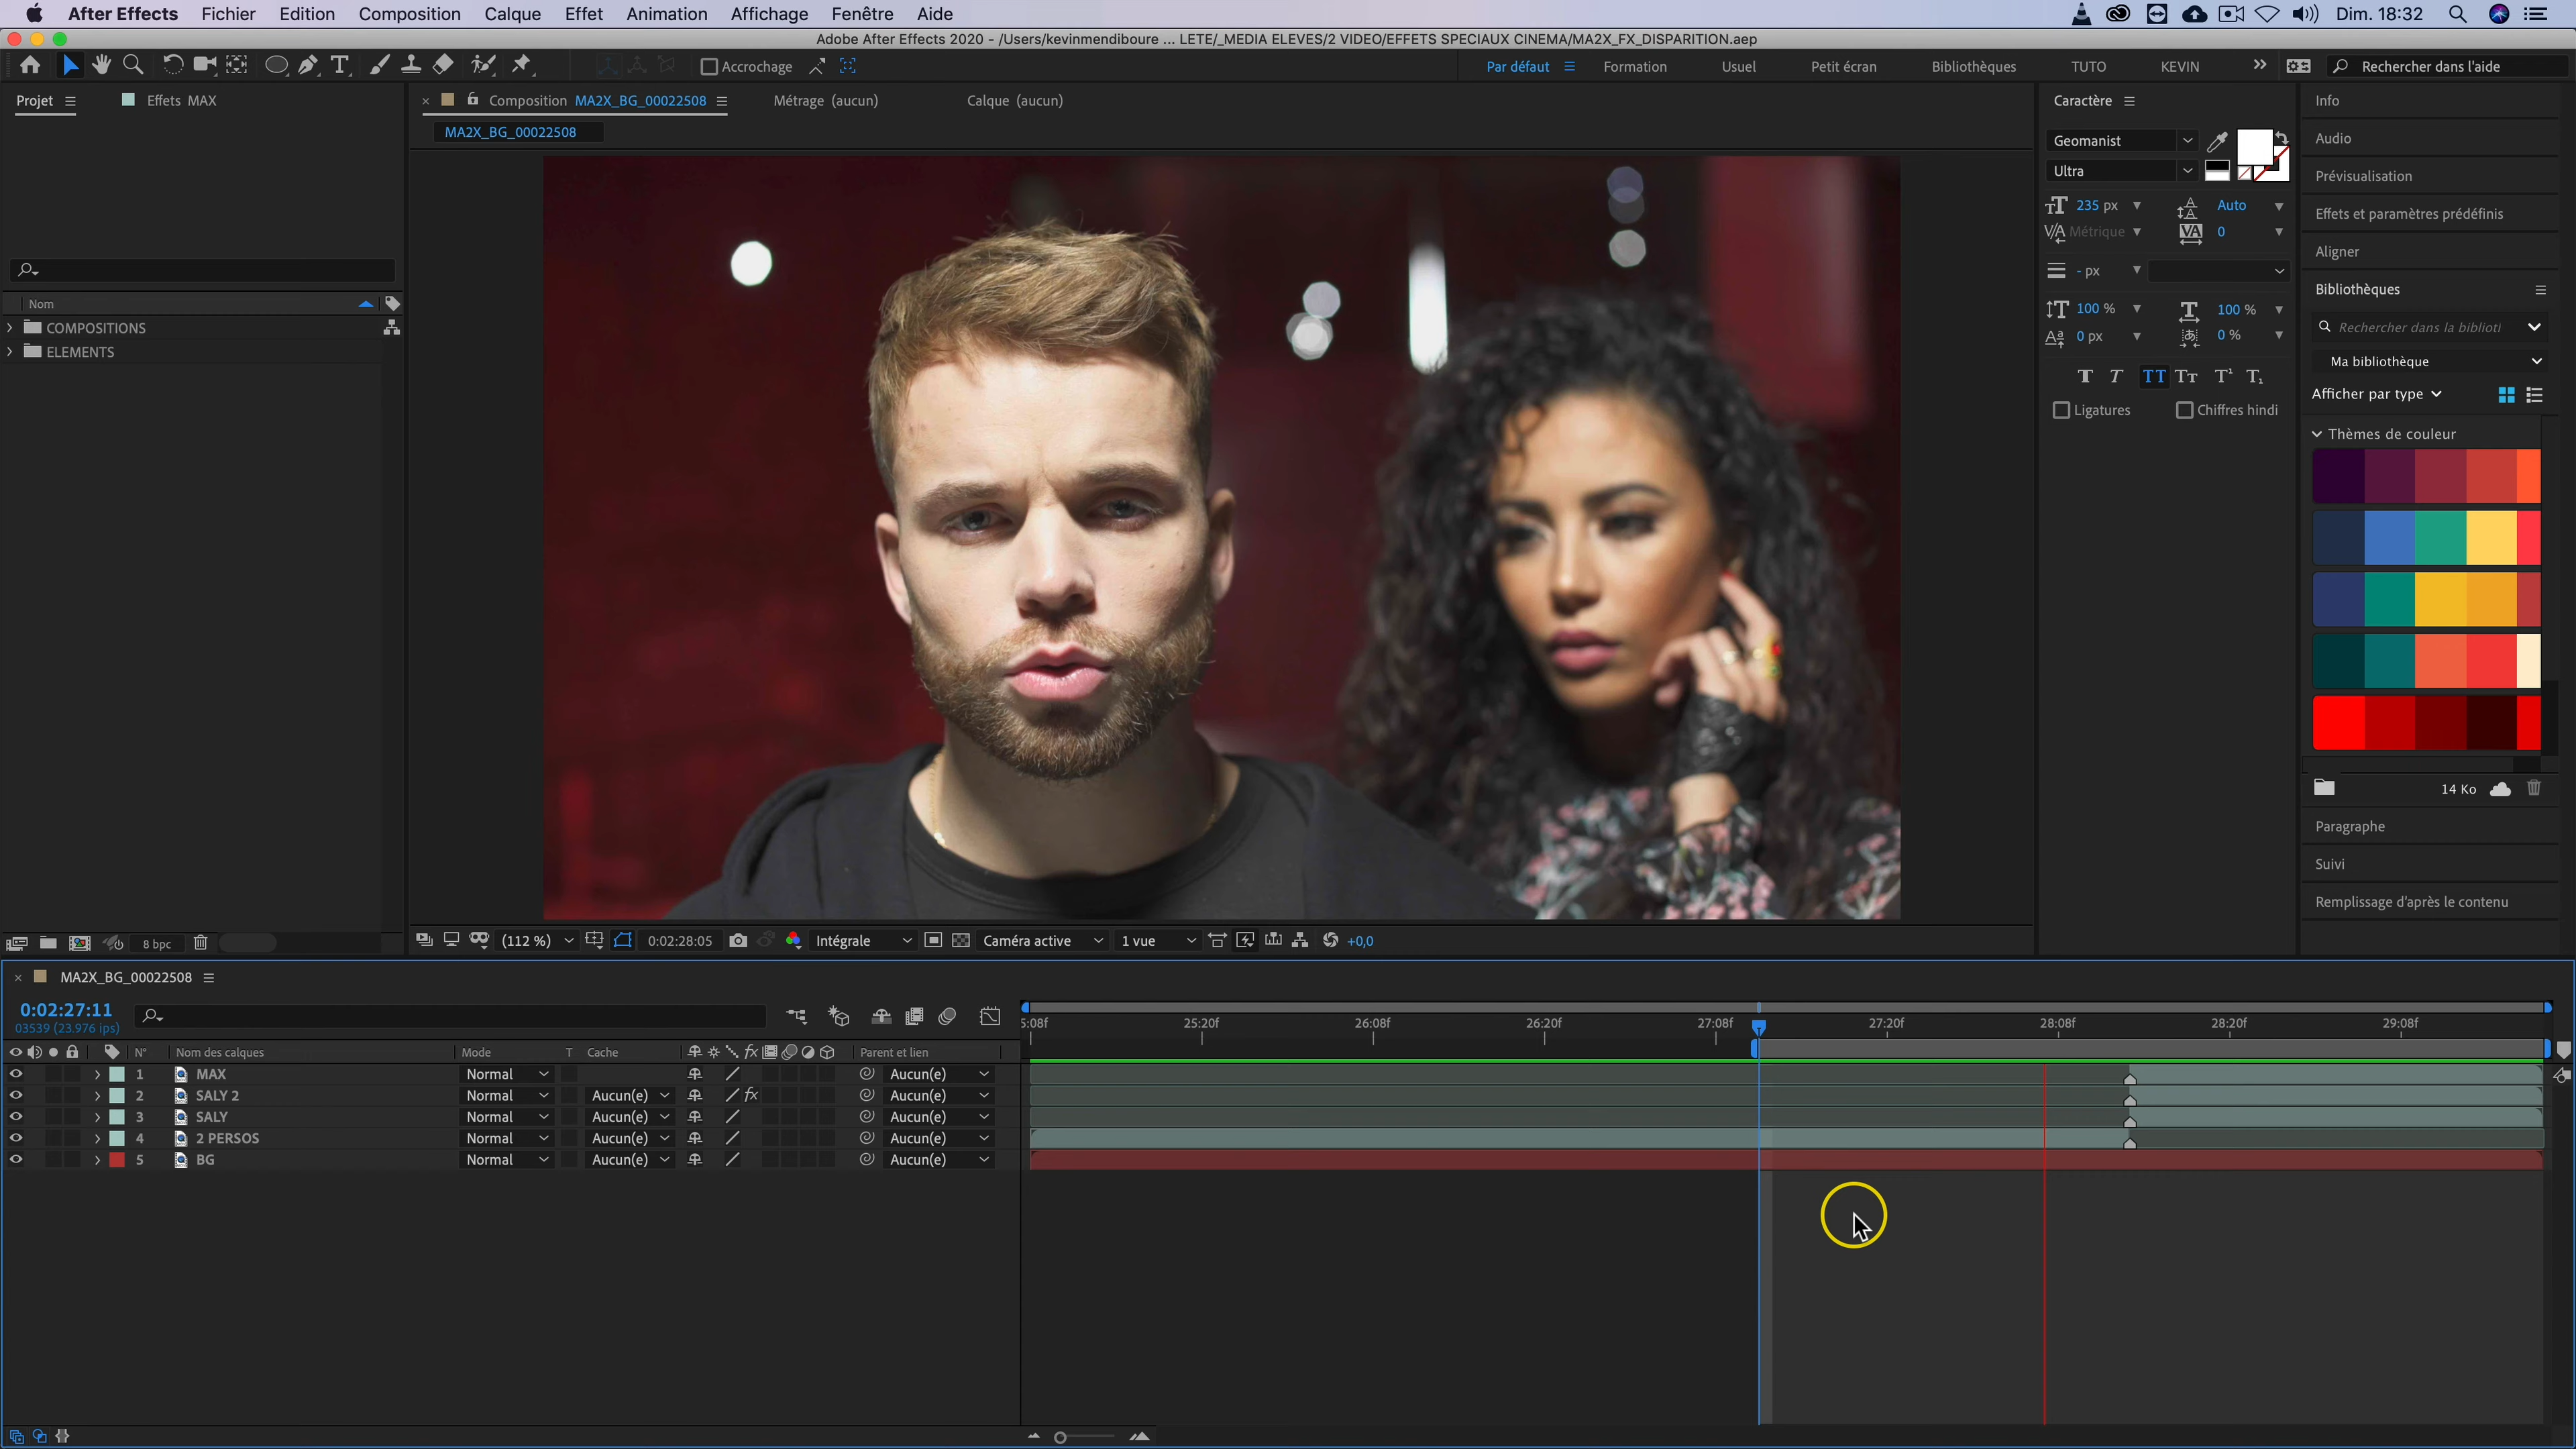 After Effects Fichier Edition Composition Calque Effet Animation Affichage Fenêtre Aide Dim. 18:32
Adobe After Effects 2020 - /Users/kevinmendiboure ... LETE/_MEDIA ELEVES/2 VIDEO/EFFETS SPECIAUX CINEMA/MA2X_FX_DISPARITION.aep
Accrochage Par défaut Formation Usuel Petit écran Bibliothèques TUTO KEVIN Rechercher dans l'aide
Projet Effets MAX
Composition MA2X_BG_00022508 Métrage (aucun) Calque (aucun)
MA2X_BG_00022508
Nom
COMPOSITIONS
ELEMENTS
8 bpc
(112 %) 0:02:28:05 Intégrale Caméra active 1 vue +0,0
Caractère
Geomanist
Ultra
235 px Auto
Métrique 0
- px
100 % 100 %
0 px 0 %
Ligatures Chiffres hindi
Info
Audio
Prévisualisation
Effets et paramètres prédéfinis
Aligner
Bibliothèques
Rechercher dans la bibliotl
Ma bibliothèque
Afficher par type
Thèmes de couleur
14 Ko
Paragraphe
Suivi
Remplissage d'après le contenu
MA2X_BG_00022508
0:02:27:11
03539 (23.976 ips)
5:08f 25:20f 26:08f 26:20f 27:08f 27:20f 28:08f 28:20f 29:08f
N° Nom des calques Mode T Cache Parent et lien
1 MAX Normal Aucun(e)
2 SALY 2 Normal Aucun(e) fx Aucun(e)
3 SALY Normal Aucun(e) Aucun(e)
4 2 PERSOS Normal Aucun(e) Aucun(e)
5 BG Normal Aucun(e) Aucun(e)